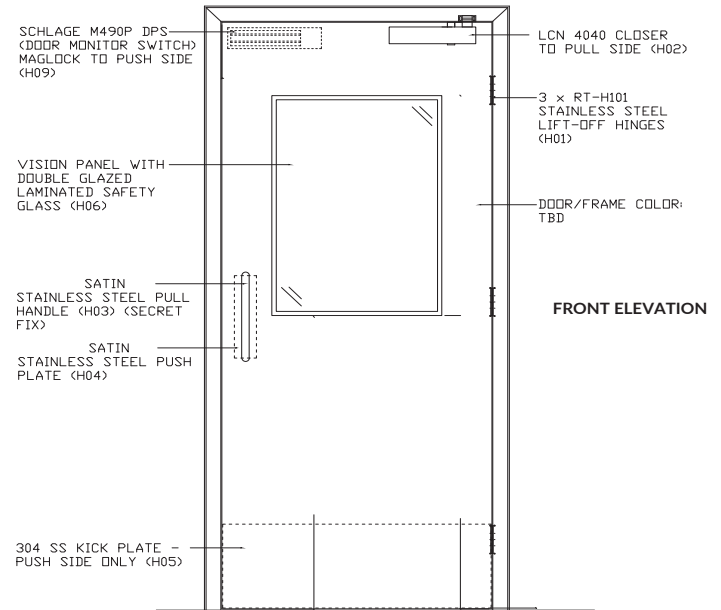 SCHLAGE M490P DPS
(DOOR MONITOR SWITCH)
MAGLOCK TO PUSH SIDE
(H09)
LCN 4040 CLOSER
TO PULL SIDE (H02)
3 x RT-H101
STAINLESS STEEL
LIFT-OFF HINGES
(H01)
VISION PANEL WITH
DOUBLE GLAZED
LAMINATED SAFETY
GLASS (H06)
DOOR/FRAME COLOR:
TBD
SATIN
STAINLESS STEEL PULL
HANDLE (H03) (SECRET
FIX)
FRONT ELEVATION
SATIN
STAINLESS STEEL PUSH
PLATE (H04)
304 SS KICK PLATE -
PUSH SIDE ONLY (H05)